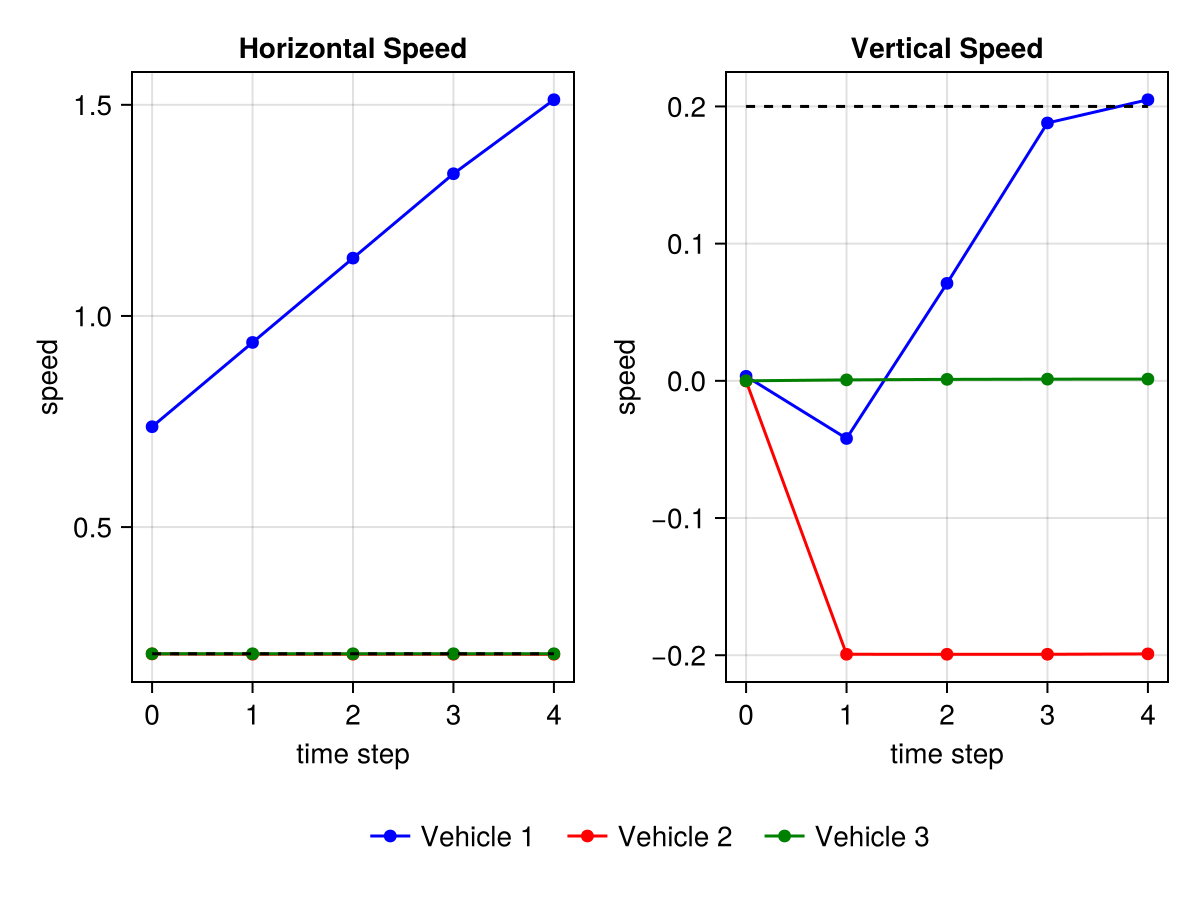 Horizontal Speed
1.5
1.0
0.5
speed
0 1 2 3 4
time step
Vertical Speed
0.2
0.1
0.0
−0.1
−0.2
speed
0 1 2 3 4
time step
Vehicle 1 Vehicle 2 Vehicle 3